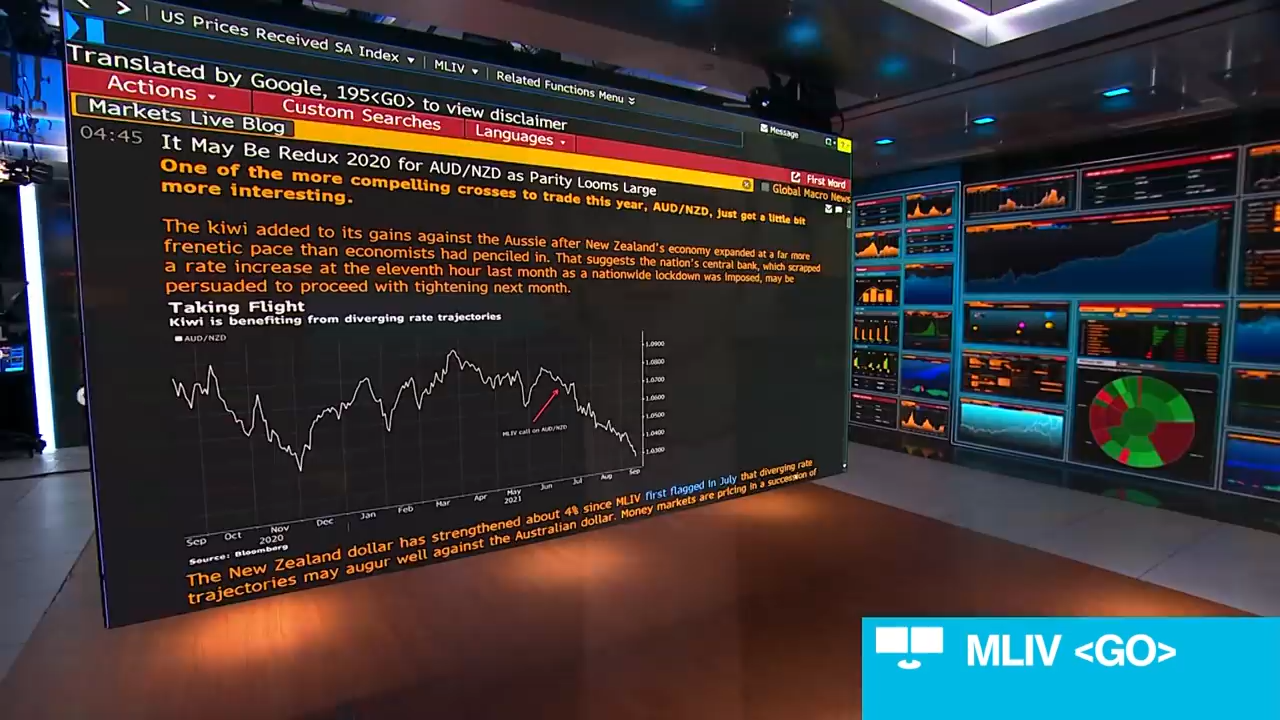 US Prices Received SA Index
MLIV
Related Functions Menu
Translated by Google, 195<GO> to view disclaimer
Message
Actions
Custom Searches
Languages
First Word
Markets Live Blog
Global Macro News
04:45
It May Be Redux 2020 for AUD/NZD as Parity Looms Large
One of the more compelling crosses to trade this year, AUD/NZD, just got a little bit
more interesting.
The kiwi added to its gains against the Aussie after New Zealand's economy expanded at a far more
frenetic pace than economists had penciled in. That suggests the nation's central bank, which scrapped
a rate increase at the eleventh hour last month as a nationwide lockdown was imposed, may be
persuaded to proceed with tightening next month.
Taking Flight
Kiwi is benefiting from diverging rate trajectories
AUD/NZD
1.0900
1.0800
1.0700
1.0600
1.0500
1.0400
1.0300
MLIV call on AUD/NZD
Sep
Oct
Nov
Dec
Jan
Feb
Mar
Apr
May
Jun
Jul
Aug
Sep
2020
2021
Source: Bloomberg
The New Zealand dollar has strengthened about 4% since MLIV first flagged in July that diverging rate
trajectories may augur well against the Australian dollar. Money markets are pricing in a succession of
MLIV <GO>